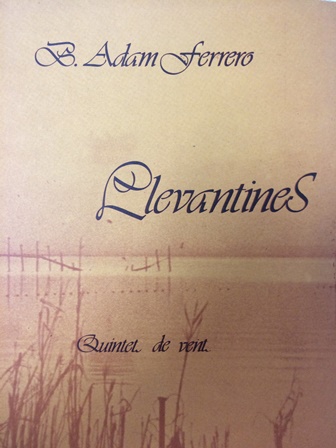 B. Adam Ferrero
Llevantines
Quintet de vent